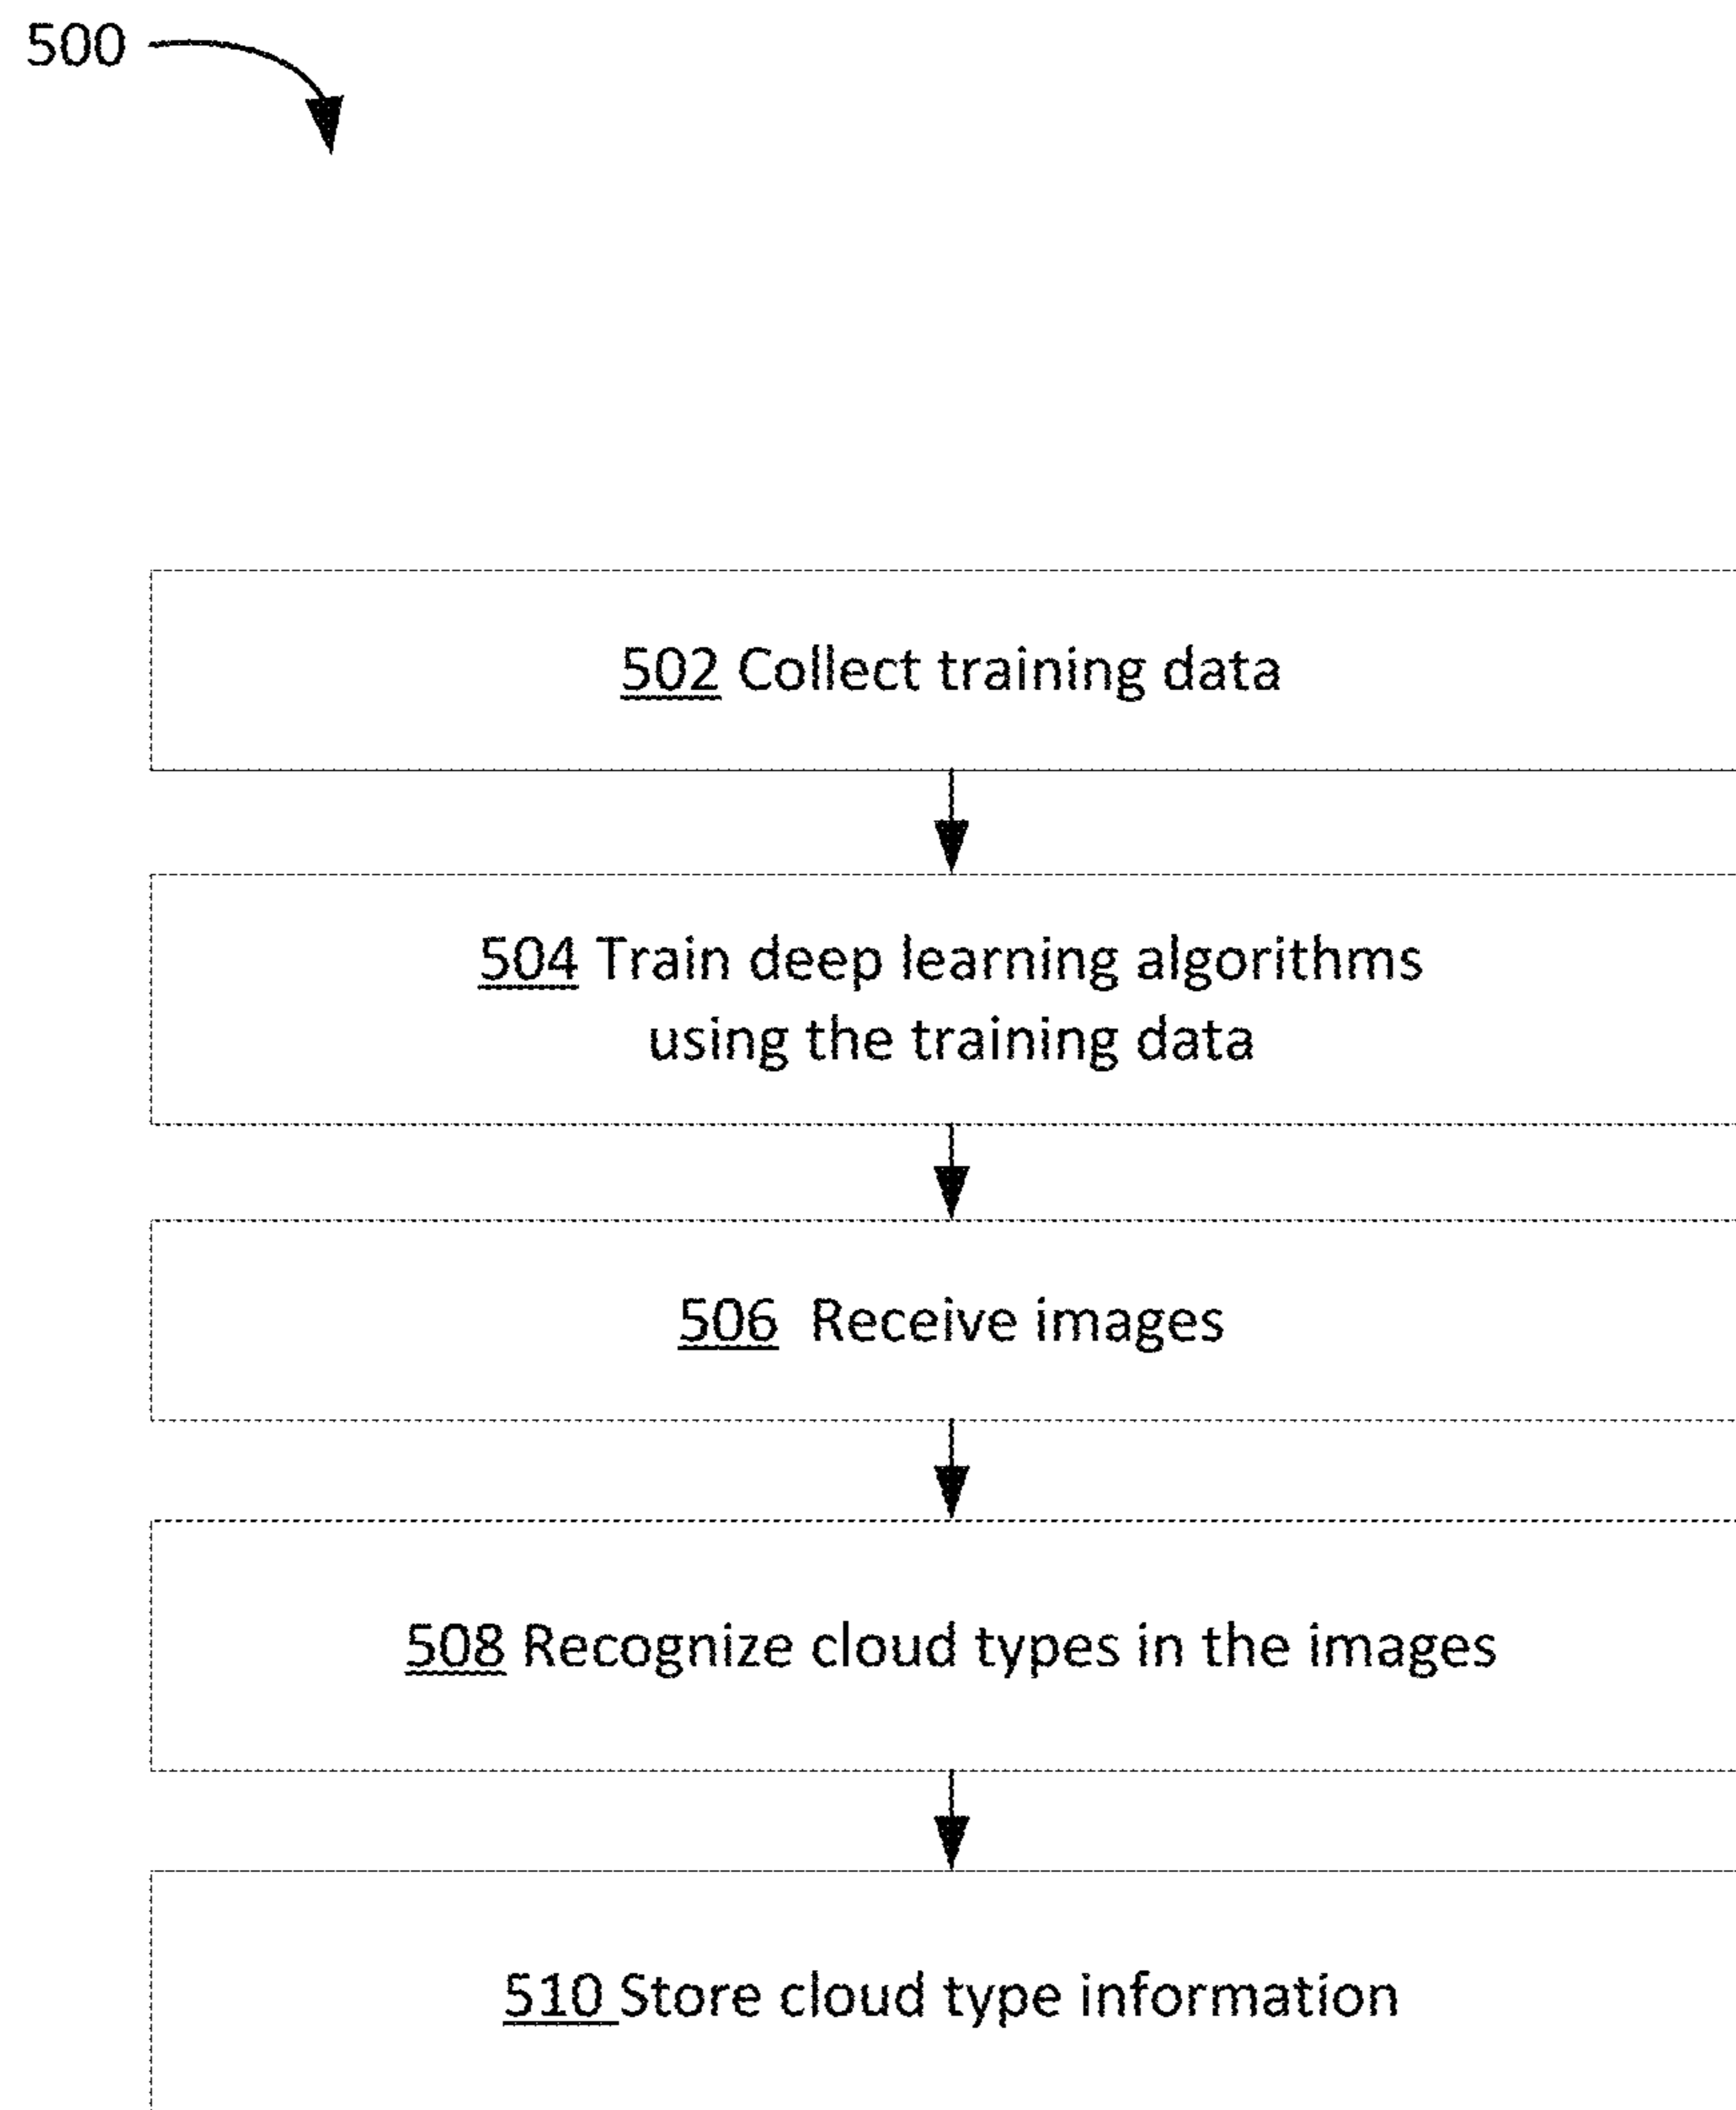 500
502 Collect training data
504 Train deep learning algorithms
using the training data
506 Receive images
508 Recognize cloud types in the images
510 Store cloud type information